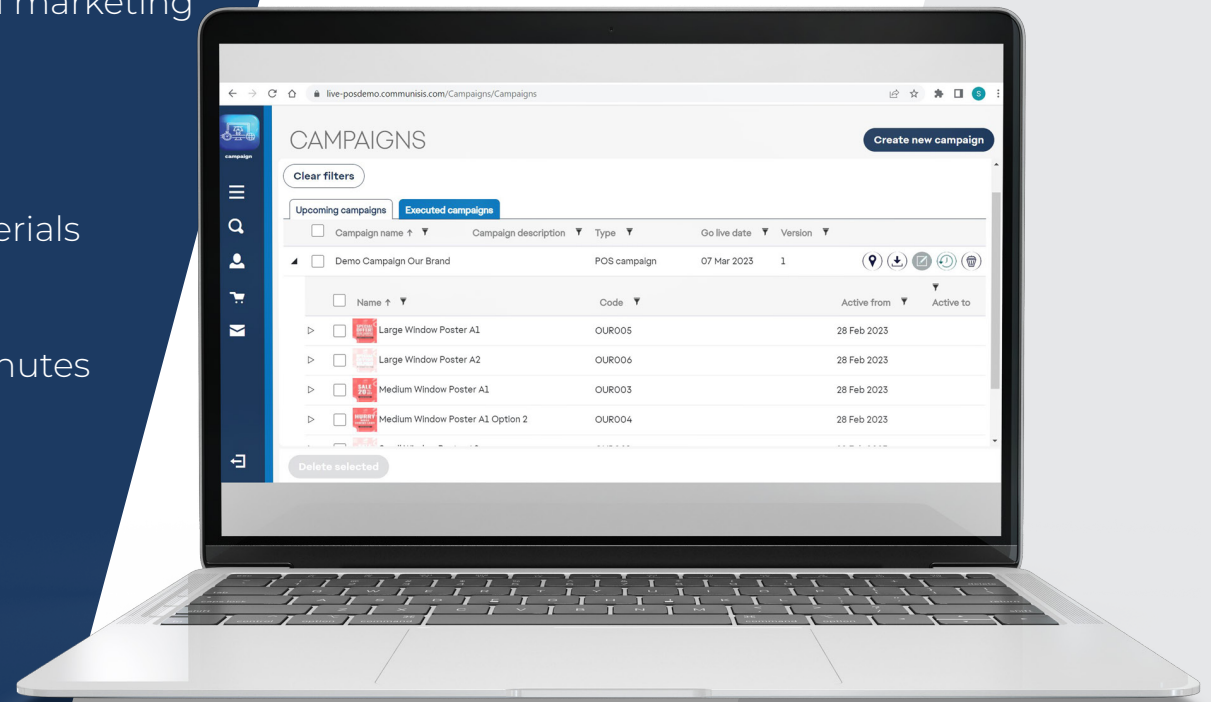 marketing
erials
nutes
live-posdemo.communisis.com/Campaigns/Campaigns
S
campaign
CAMPAIGNS
Create new campaign
Clear filters
Upcoming campaigns Executed campaigns
Campaign name ↑ Campaign description Type Go live date Version
Demo Campaign Our Brand POS campaign 07 Mar 2023 1
Name ↑ Code Active from Active to
Large Window Poster A1 OUR005 28 Feb 2023
Large Window Poster A2 OUR006 28 Feb 2023
SALE
Medium Window Poster A1 OUR003 28 Feb 2023
HURRY
Medium Window Poster A1 Option 2 OUR004 28 Feb 2023
Delete selected